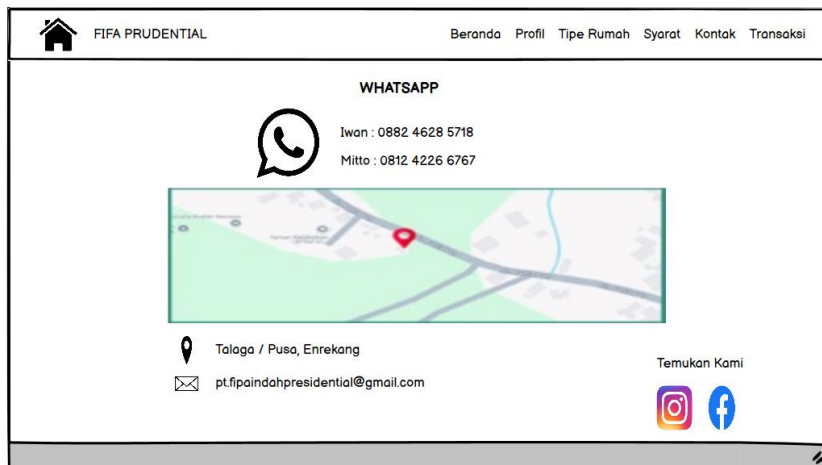 FIFA PRUDENTIAL
Beranda Profil Tipe Rumah Syarat Kontak Transaksi
WHATSAPP
Iwan : 0882 4628 5718
Mitto : 0812 4226 6767
Talaga / Pusa, Enrekang
pt.fipaindahpresidential@gmail.com
Temukan Kami